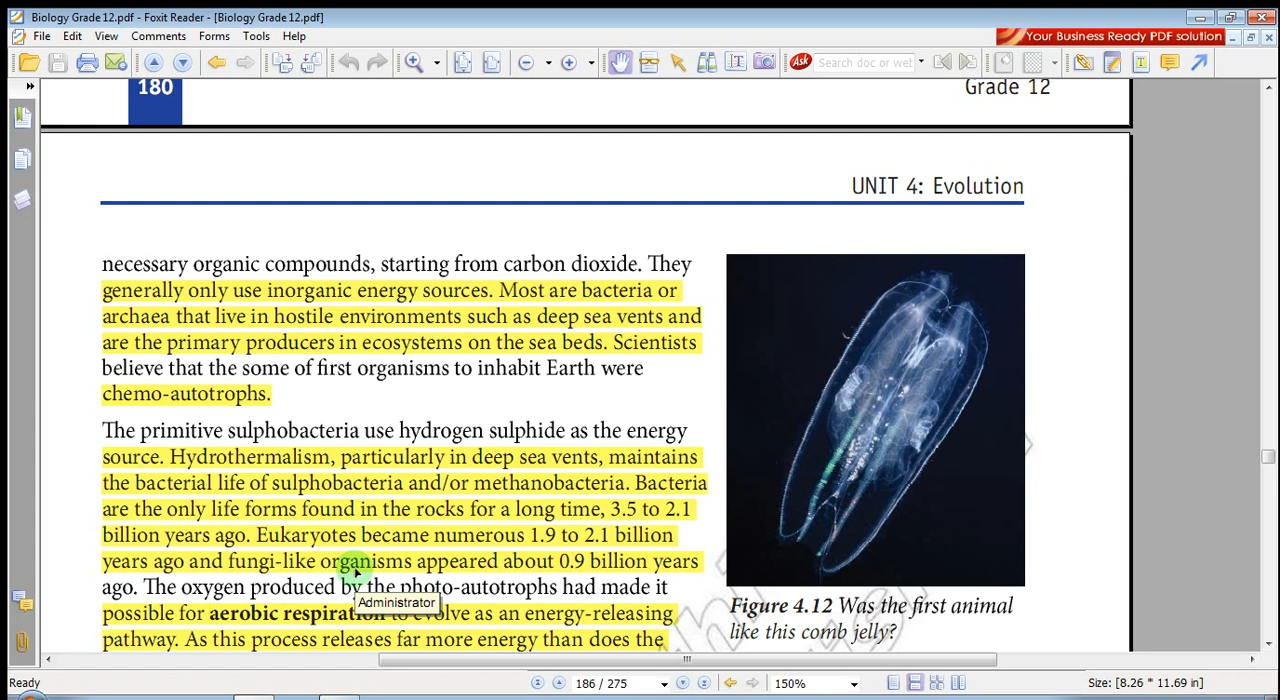 Biology Grade 12.pdf - Foxit Reader - [Biology Grade 12.pdf]
File Edit View Comments Forms Tools Help
Your Business Ready PDF solution
Ask Search doc or wel
180
Grade 12
UNIT 4: Evolution
necessary organic compounds, starting from carbon dioxide. They
generally only use inorganic energy sources. Most are bacteria or
archaea that live in hostile environments such as deep sea vents and
are the primary producers in ecosystems on the sea beds. Scientists
believe that the some of first organisms to inhabit Earth were
chemo-autotrophs.
The primitive sulphobacteria use hydrogen sulphide as the energy
source. Hydrothermalism, particularly in deep sea vents, maintains
the bacterial life of sulphobacteria and/or methanobacteria. Bacteria
are the only life forms found in the rocks for a long time, 3.5 to 2.1
billion years ago. Eukaryotes became numerous 1.9 to 2.1 billion
years ago and fungi-like organisms appeared about 0.9 billion years
ago. The oxygen produced by the photo-autotrophs had made it
Administrator
possible for aerobic respiration to evolve as an energy-releasing
pathway. As this process releases far more energy than does the
Figure 4.12 Was the first animal
like this comb jelly?
Ready
186 / 275
150%
Size: [8.26 * 11.69 in]